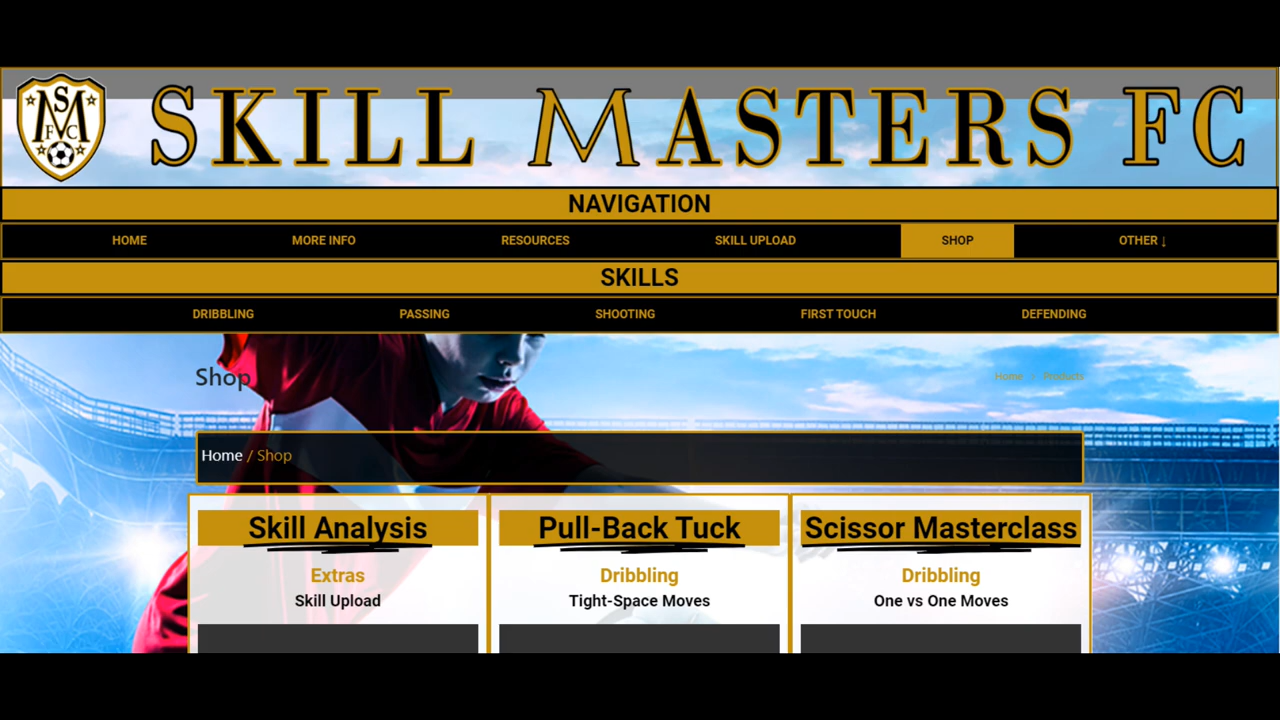 SM
FC
SKILL MASTERS FC
NAVIGATION
HOME MORE INFO RESOURCES SKILL UPLOAD SHOP OTHER ↓
SKILLS
DRIBBLING PASSING SHOOTING FIRST TOUCH DEFENDING
Shop
Home Products
Home / Shop
Skill Analysis Pull-Back Tuck Scissor Masterclass
Extras Dribbling Dribbling
Skill Upload Tight-Space Moves One vs One Moves